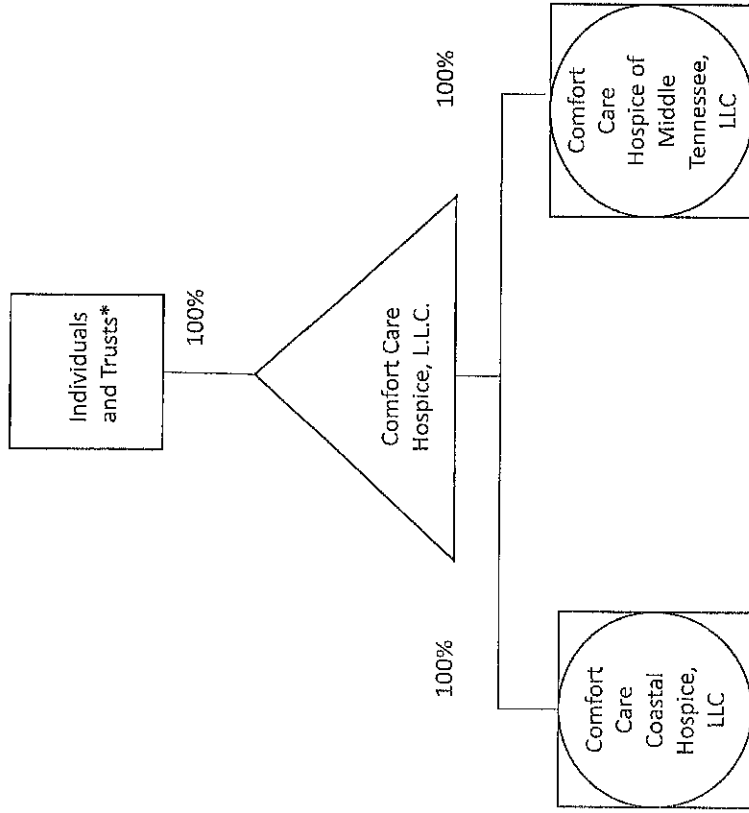 Individuals
and Trusts*
100%
Comfort Care
Hospice, L.L.C.
100%
100%
Comfort
Care
Coastal
Hospice,
LLC
Comfort
Care
Hospice of
Middle
Tennessee,
LLC